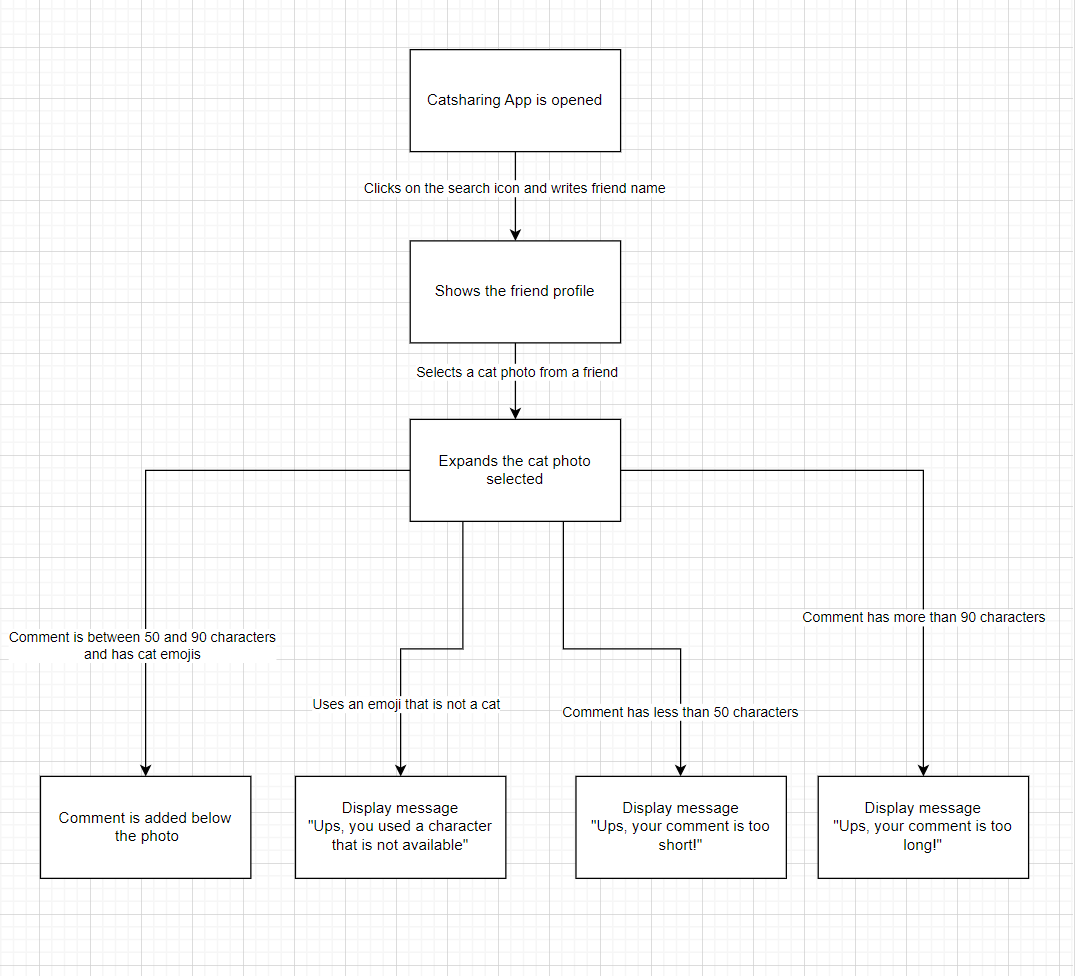 Catsharing App is opened
Clicks on the search icon and writes friend name
Shows the friend profile
Selects a cat photo from a friend
Expands the cat photo
selected
Comment is between 50 and 90 characters
and has cat emojis
Uses an emoji that is not a cat
Comment has less than 50 characters
Comment has more than 90 characters
Comment is added below
the photo
Display message
"Ups, you used a character
that is not available"
Display message
"Ups, your comment is too
short!"
Display message
"Ups, your comment is too
long!"